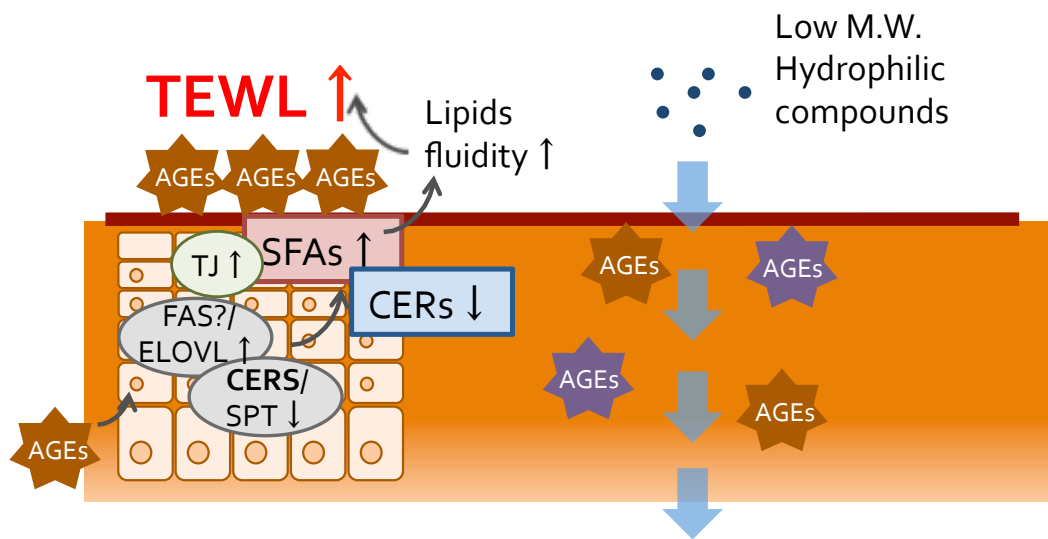 Low M.W.
Hydrophilic
compounds
TEWL ↑
Lipids
fluidity ↑
AGEs
AGEs
AGEs
SFAs ↑
TJ ↑
AGEs
AGEs
CERs ↓
FAS?/
ELOVL ↑
CERS/
SPT ↓
AGEs
AGEs
AGEs